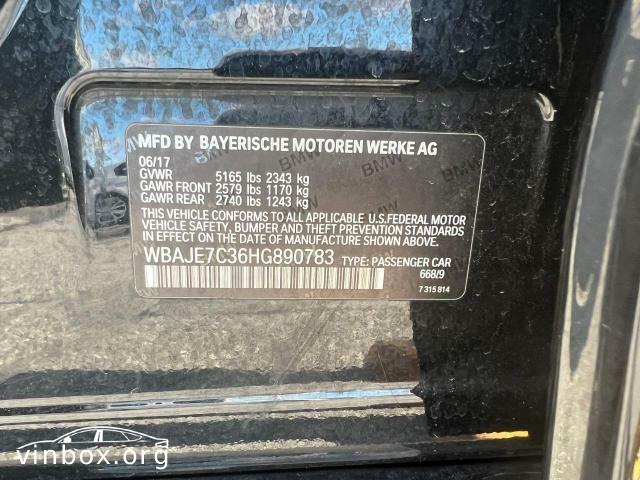 MFD BY BAYERISCHE MOTOREN WERKE AG
06/17
GVWR 5165 lbs 2343 kg
GAWR FRONT 2579 lbs 1170 kg
GAWR REAR 2740 lbs 1243 kg
THIS VEHICLE CONFORMS TO ALL APPLICABLE U.S.FEDERAL MOTOR
VEHICLE SAFETY, BUMPER AND THEFT PREVENTION STANDARDS
IN EFFECT ON THE DATE OF MANUFACTURE SHOWN ABOVE.
WBAJE7C36HG890783 TYPE: PASSENGER CAR
668/9
7 315 814
BMW
BMW
vinbox.org